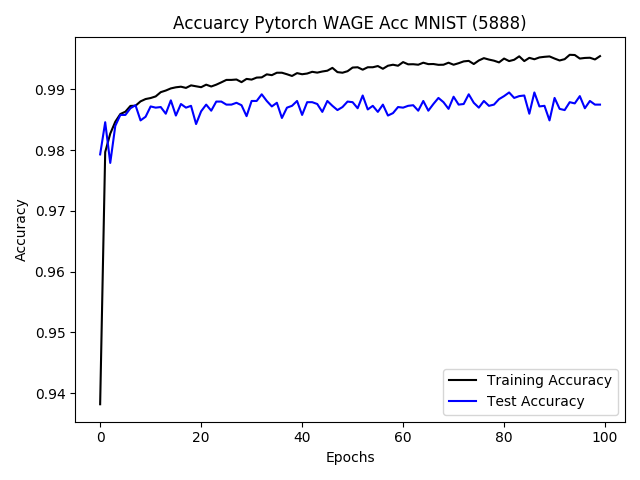 Accuarcy Pytorch WAGE Acc MNIST (5888)
Accuracy
0.99
0.98
0.97
0.96
0.95
0.94
0
20
40
60
80
100
Epochs
Training Accuracy
Test Accuracy